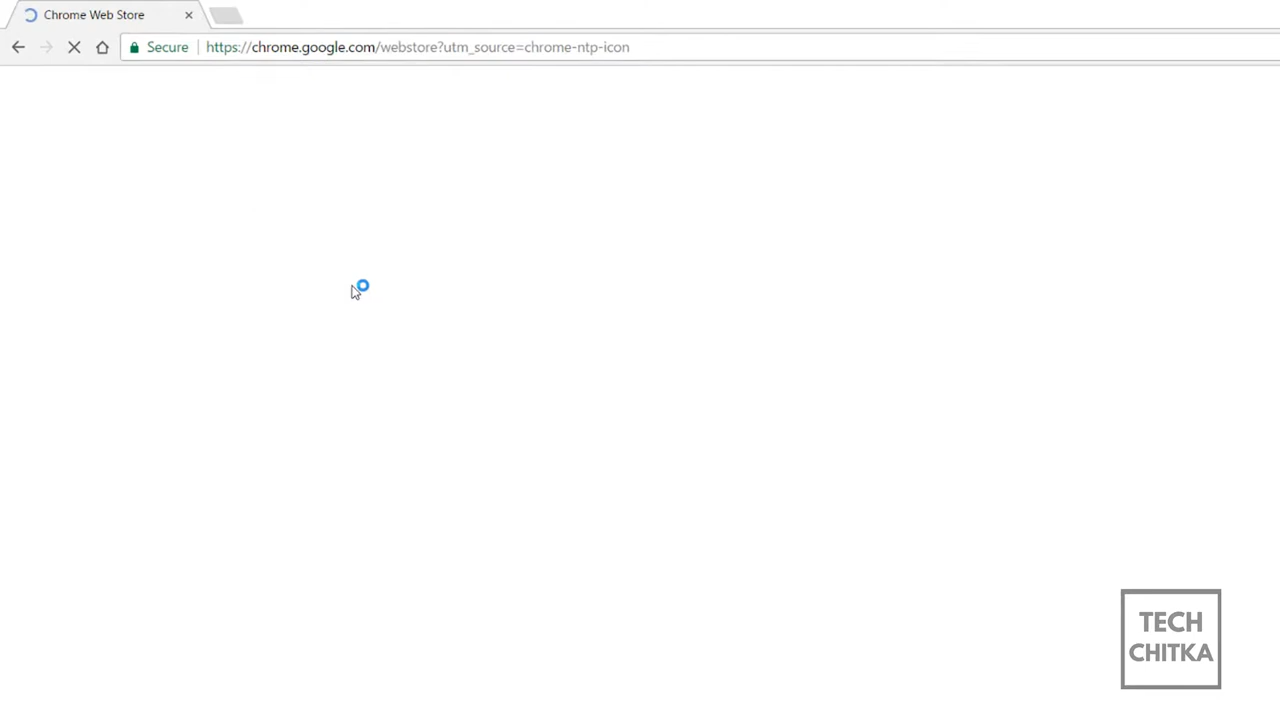 Chrome Web Store
Secure https://chrome.google.com/webstore?utm_source=chrome-ntp-icon
TECH
CHITKA